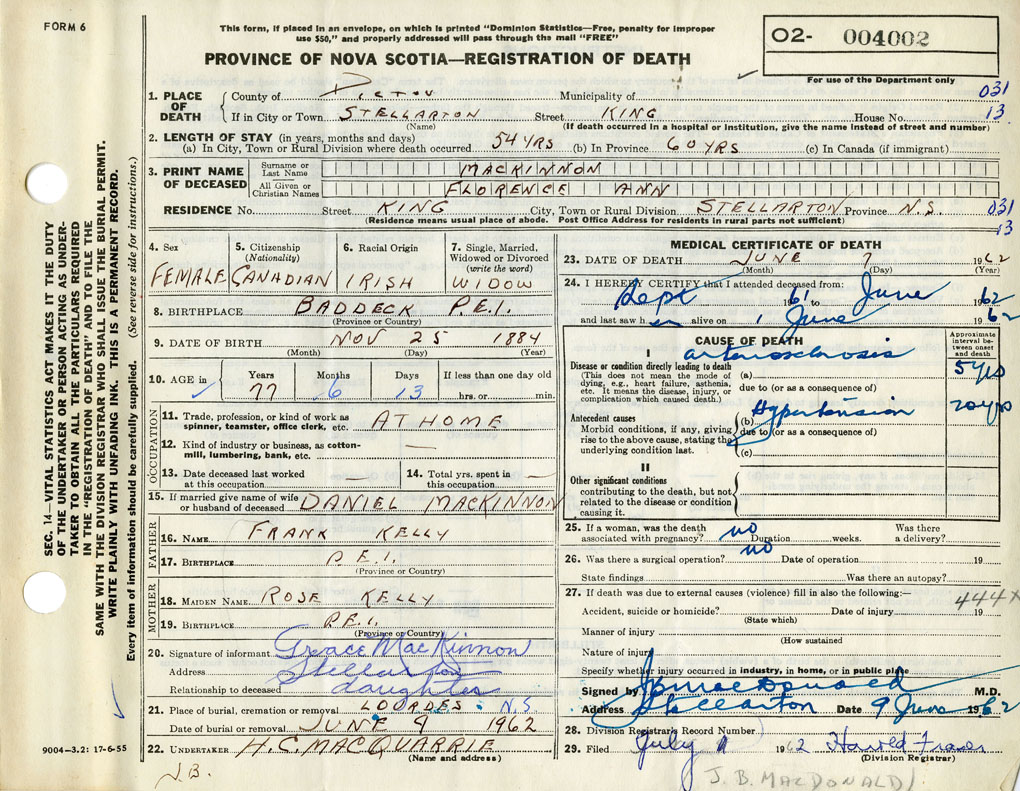 FORM 6
This form, if placed in an envelope, on which is printed "Dominion Statistics—Free, penalty for improper
use $50," and properly addressed will pass through the mail "FREE"
O2- 004002
PROVINCE OF NOVA SCOTIA—REGISTRATION OF DEATH
For use of the Department only
1. PLACE OF DEATH { County of PICTOU Municipality of 031
If in City or Town STELLARTON Street KING House No. 13
(Name) (If death occurred in a hospital or institution, give the name instead of street and number)
2. LENGTH OF STAY (in years, months and days)
(a) In City, Town or Rural Division where death occurred 54 YRS (b) In Province 60 YRS (c) In Canada (if immigrant)
3. PRINT NAME OF DECEASED { Surname or Last Name MACKINNON
All Given or Christian Names FLORENCE ANN
RESIDENCE No. Street KING City, Town or Rural Division STELLARTON Province N.S. 031
(Residence means usual place of abode. Post Office Address for residents in rural parts not sufficient) 13
4. Sex FEMALE
5. Citizenship (Nationality) CANADIAN
6. Racial Origin IRISH
7. Single, Married, Widowed or Divorced (write the word) WIDOW
8. BIRTHPLACE BADDECK P.E.I.
(Province or Country)
9. DATE OF BIRTH NOV 25 1884
(Month) (Day) (Year)
10. AGE in Years 77 Months 6 Days 13 If less than one day old hrs. or min.
OCCUPATION
11. Trade, profession, or kind of work as spinner, teamster, office clerk, etc. AT HOME
12. Kind of industry or business, as cotton-mill, lumbering, bank, etc. —
13. Date deceased last worked at this occupation —
14. Total yrs. spent in this occupation —
15. If married give name of wife or husband of deceased DANIEL MACKINNON
FATHER
16. NAME FRANK KELLY
17. BIRTHPLACE P.E.I.
(Province or Country)
MOTHER
18. MAIDEN NAME ROSE KELLY
19. BIRTHPLACE P.E.I.
(Province or Country)
20. Signature of informant Grace MacKinnon
Address Stellarton
Relationship to deceased daughter
21. Place of burial, cremation or removal LOURDES N.S.
Date of burial or removal JUNE 9 1962
22. UNDERTAKER H.C. MACQUARRIE
(Name and address)
9004—3.2: 17-6-55
MEDICAL CERTIFICATE OF DEATH
23. DATE OF DEATH JUNE 7 1962
(Month) (Day) (Year)
24. I HEREBY CERTIFY that I attended deceased from:
Sept 1961 to June 1962
and last saw her alive on 1 June 1962
CAUSE OF DEATH
Approximate interval between onset and death
I
Disease or condition directly leading to death (a) arteriosclerosis 5 yrs
(This does not mean the mode of dying, e.g., heart failure, asthenia, etc. It means the disease, injury, or complication which caused death.)
due to (or as a consequence of)
Antecedent causes (b) Hypertension 20 yrs
Morbid conditions, if any, giving rise to the above cause, stating the underlying condition last.
due to (or as a consequence of)
(c)
II
Other significant conditions
contributing to the death, but not related to the disease or condition causing it.
25. If a woman, was the death associated with pregnancy? no Duration weeks. Was there a delivery?
26. Was there a surgical operation? no Date of operation 19
State findings Was there an autopsy?
27. If death was due to external causes (violence) fill in also the following:— 444X
Accident, suicide or homicide? Date of injury 19
(State which)
Manner of injury
(How sustained
Nature of injury
Specify whether injury occurred in industry, in home, or in public place
Signed by J B MacDonald M.D.
Address Stellarton Date 9 June 1962
28. Division Registrar's Record Number
29. Filed July 1962 Harold Fraser
(Division Registrar)
J. B. MACDONALD
J.B.
SEC. 14—VITAL STATISTICS ACT MAKES IT THE DUTY
OF THE UNDERTAKER OR PERSON ACTING AS UNDER-
TAKER TO OBTAIN ALL THE PARTICULARS REQUIRED
IN THE "REGISTRATION OF DEATH" AND TO FILE THE
SAME WITH THE DIVISION REGISTRAR WHO SHALL ISSUE THE BURIAL PERMIT.
WRITE PLAINLY WITH UNFADING INK. THIS IS A PERMANENT RECORD.
Every item of information should be carefully supplied. (See reverse side for instructions.)